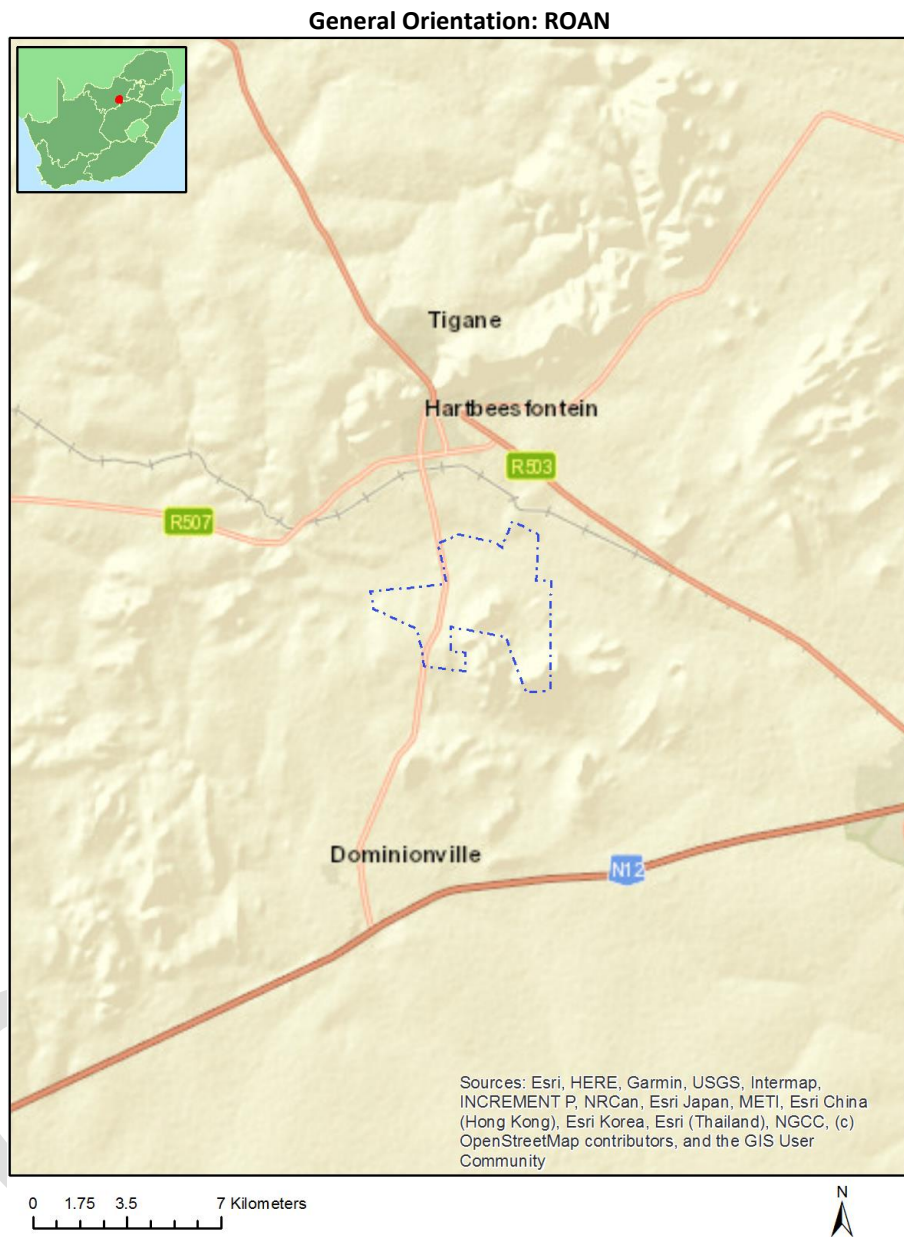 General Orientation: ROAN
Tigane
Hartbeesfontein
R503
R507
Dominionville
N12
Sources: Esri, HERE, Garmin, USGS, Intermap,
INCREMENT P, NRCan, Esri Japan, METI, Esri China
(Hong Kong), Esri Korea, Esri (Thailand), NGCC, (c)
OpenStreetMap contributors, and the GIS User
Community
0 1.75 3.5 7 Kilometers
N